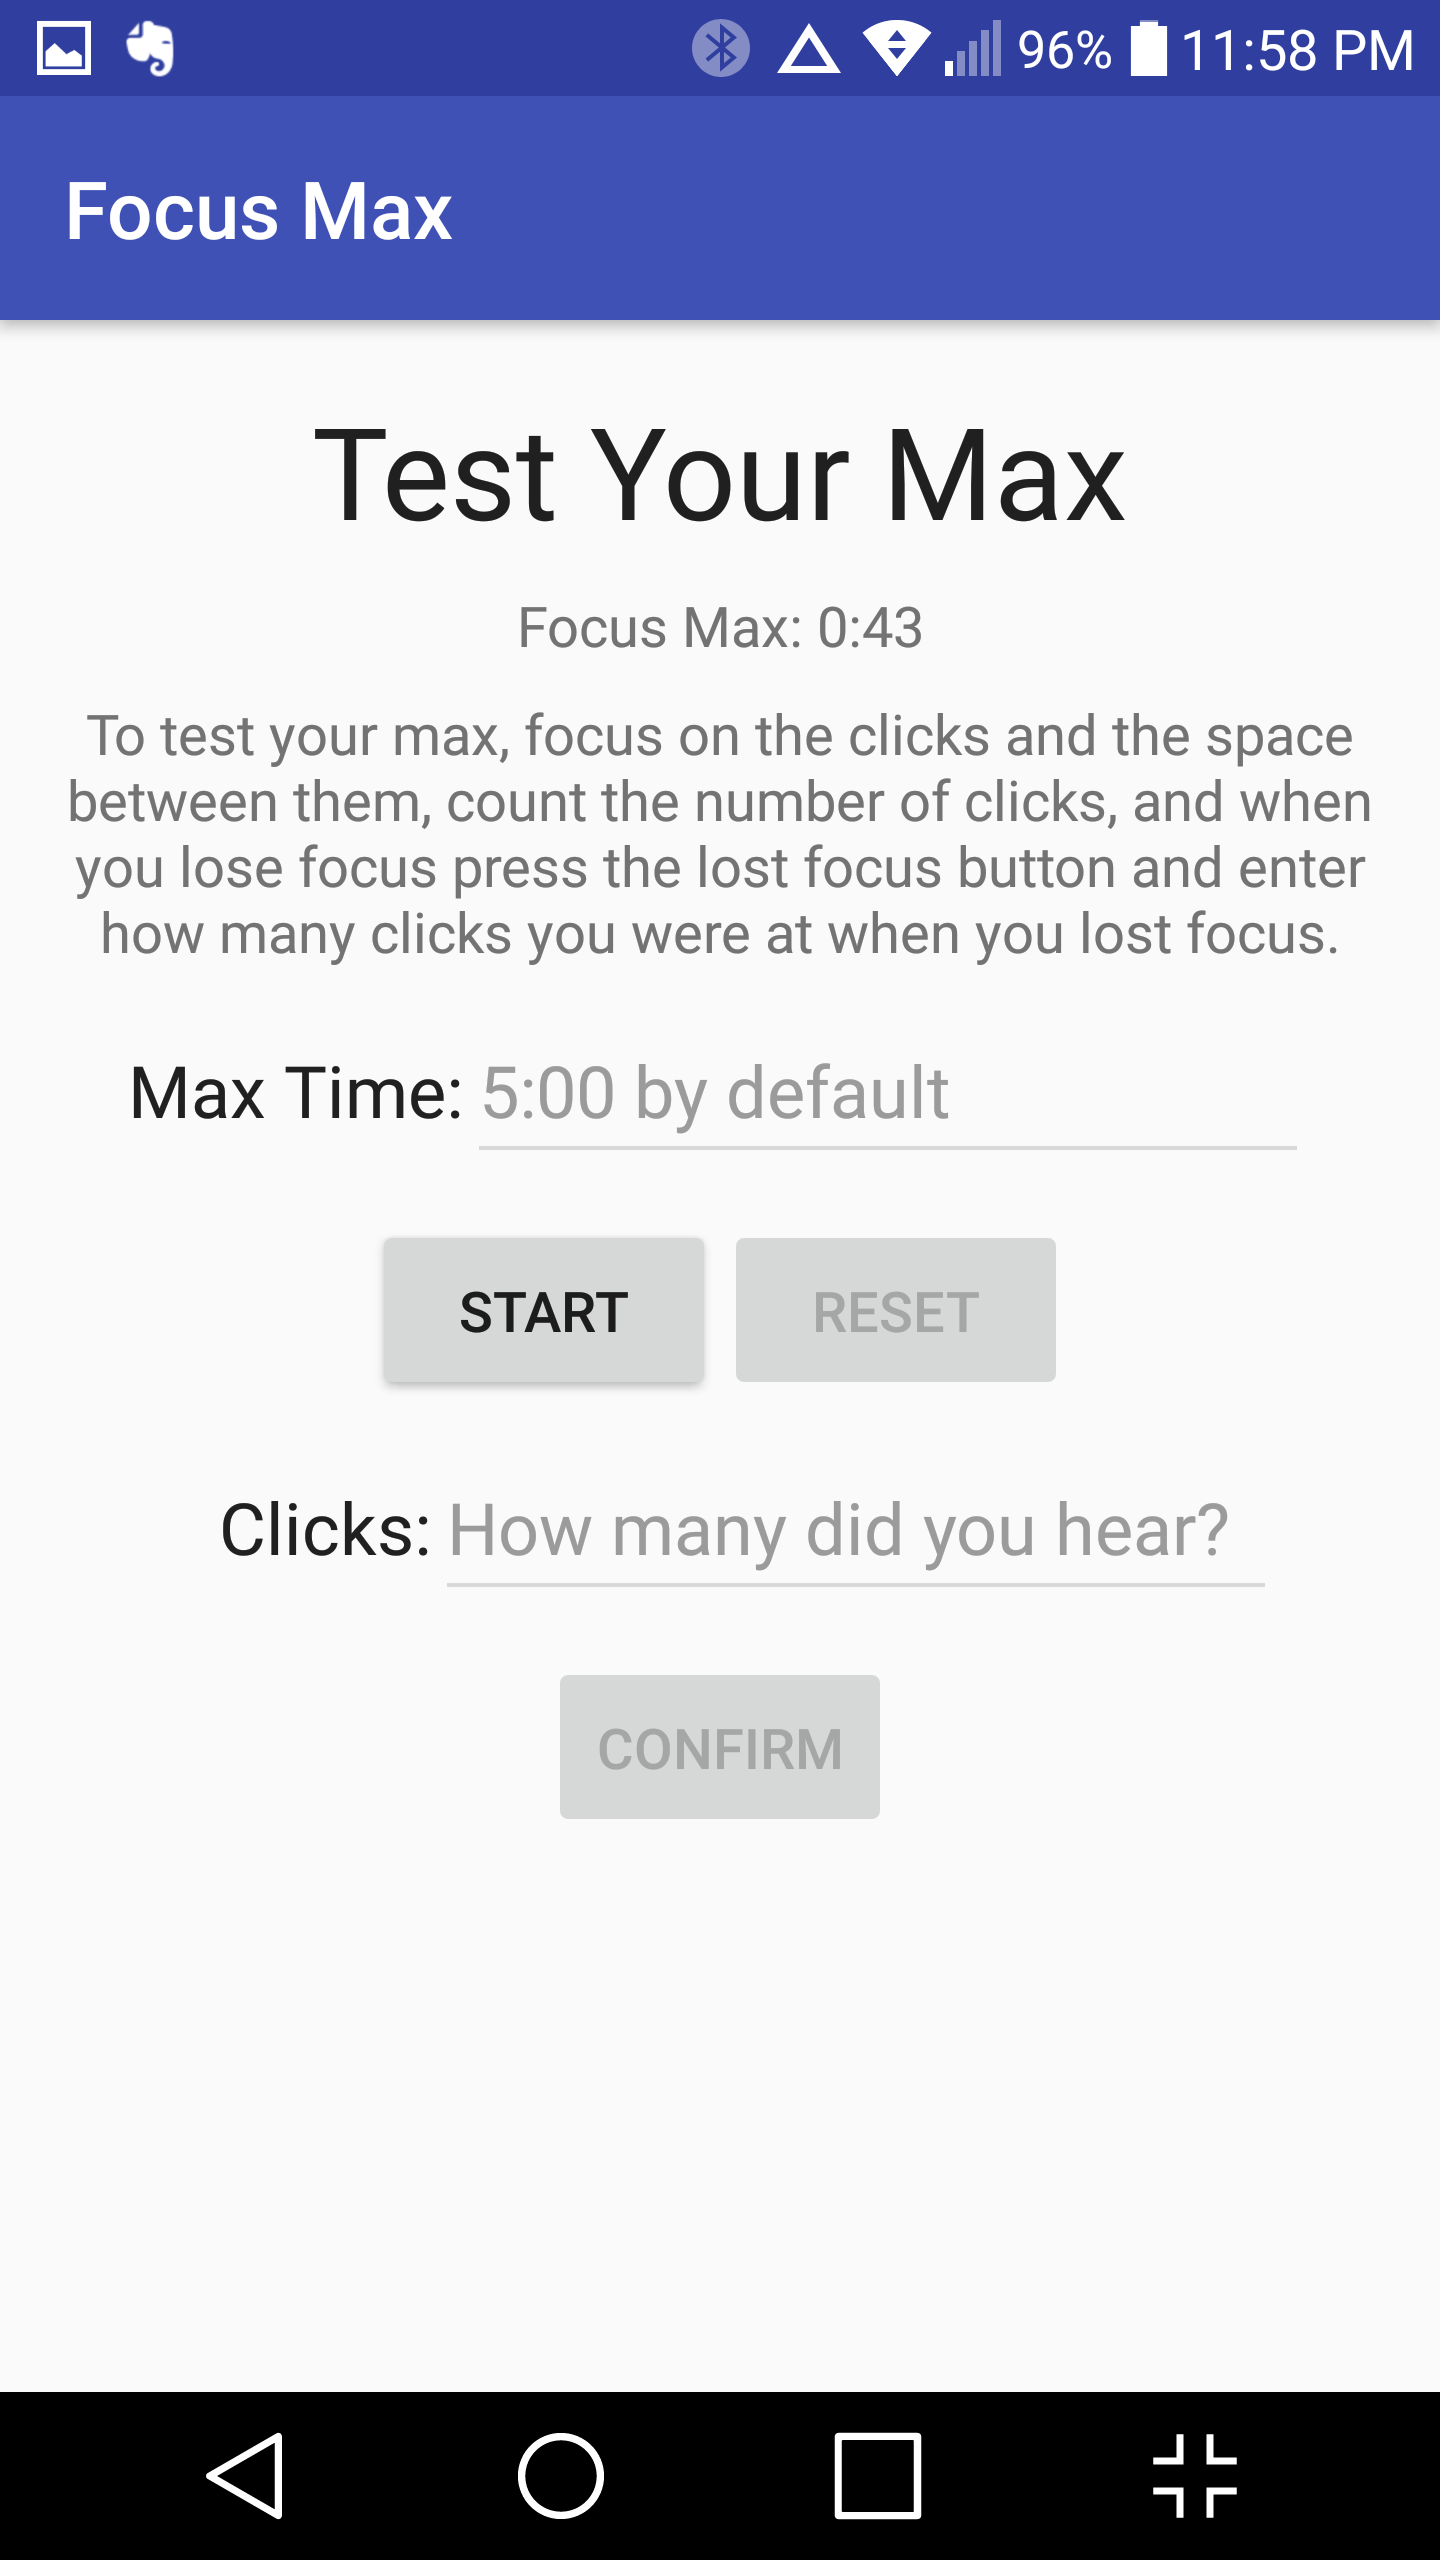 96% 11:58 PM
Focus Max
Test Your Max
Focus Max: 0:43
To test your max, focus on the clicks and the space
between them, count the number of clicks, and when
you lose focus press the lost focus button and enter
how many clicks you were at when you lost focus.
Max Time: 5:00 by default
START RESET
Clicks: How many did you hear?
CONFIRM